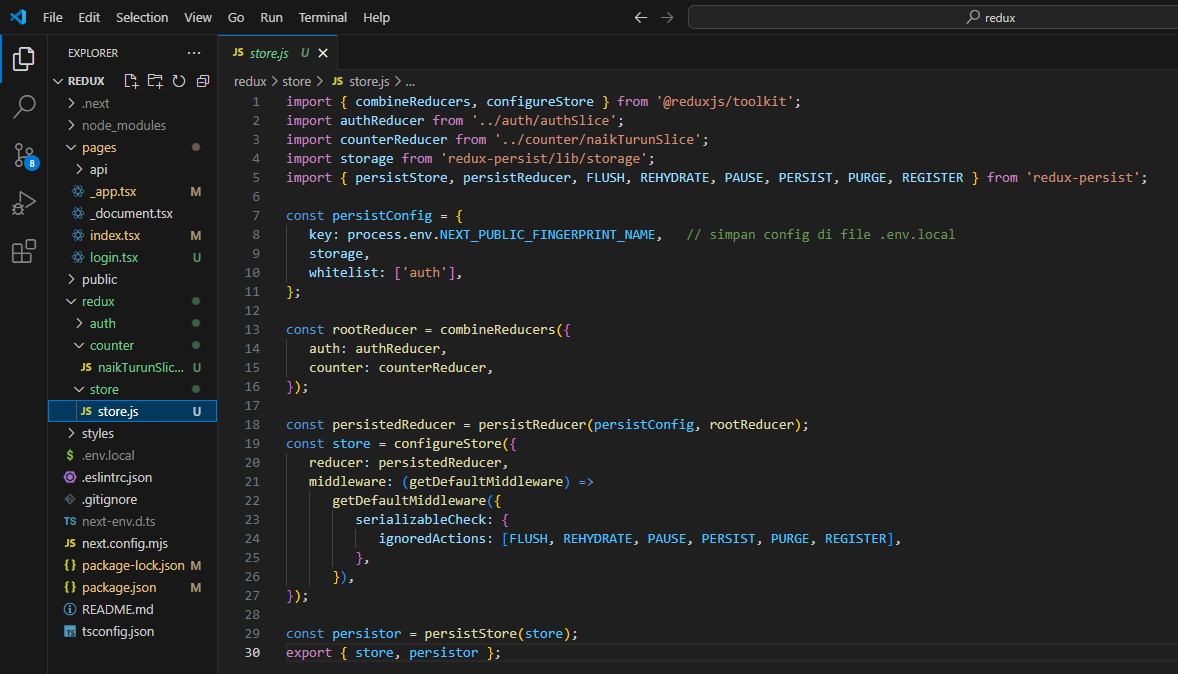 File Edit Selection View Go Run Terminal Help
redux
EXPLORER ...
REDUX
.next
node_modules
pages
api
_app.tsx M
_document.tsx
index.tsx M
login.tsx U
public
redux
auth
counter
JS naikTurunSlic... U
store
JS store.js U
styles
$ .env.local
.eslintrc.json
.gitignore
TS next-env.d.ts
JS next.config.mjs
{} package-lock.json M
{} package.json M
README.md
TS tsconfig.json
8
JS store.js U
redux > store > JS store.js > ...
1 import { combineReducers, configureStore } from '@reduxjs/toolkit';
2 import authReducer from '../auth/authSlice';
3 import counterReducer from '../counter/naikTurunSlice';
4 import storage from 'redux-persist/lib/storage';
5 import { persistStore, persistReducer, FLUSH, REHYDRATE, PAUSE, PERSIST, PURGE, REGISTER } from 'redux-persist';
6
7 const persistConfig = {
8 key: process.env.NEXT_PUBLIC_FINGERPRINT_NAME, // simpan config di file .env.local
9 storage,
10 whitelist: ['auth'],
11 };
12
13 const rootReducer = combineReducers({
14 auth: authReducer,
15 counter: counterReducer,
16 });
17
18 const persistedReducer = persistReducer(persistConfig, rootReducer);
19 const store = configureStore({
20 reducer: persistedReducer,
21 middleware: (getDefaultMiddleware) =>
22 getDefaultMiddleware({
23 serializableCheck: {
24 ignoredActions: [FLUSH, REHYDRATE, PAUSE, PERSIST, PURGE, REGISTER],
25 },
26 }),
27 });
28
29 const persistor = persistStore(store);
30 export { store, persistor };